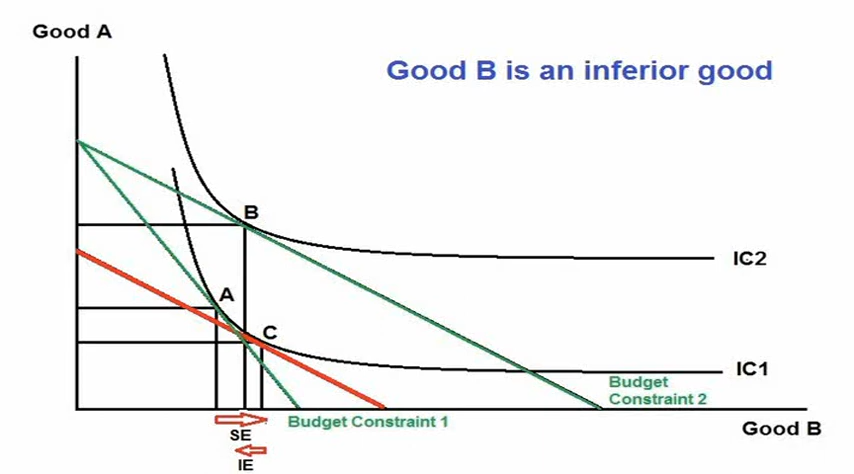 Good A
Good B is an inferior good
B
IC2
A
C
IC1
Budget
Constraint 2
Budget Constraint 1
Good B
SE
IE